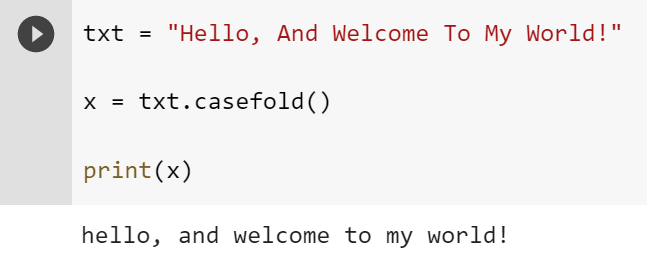 txt = "Hello, And Welcome To My World!"
x = txt.casefold()
print(x)
hello, and welcome to my world!